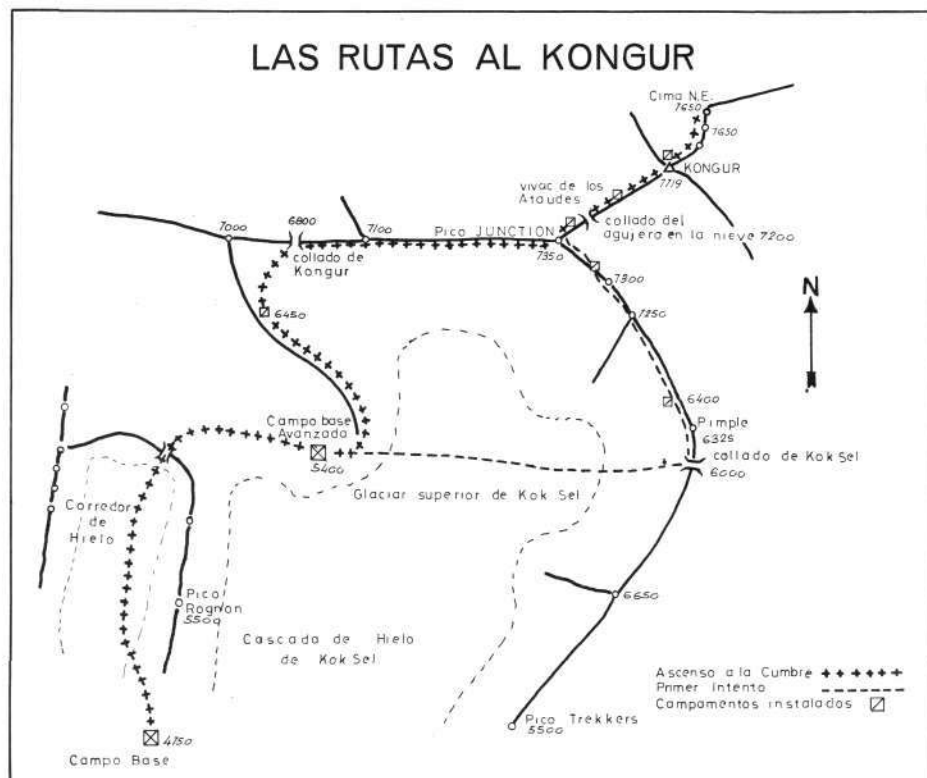 LAS RUTAS AL KONGUR
Cima N.E.
7650
7650
KONGUR
7719
vivac de los
Ataudes
collado del
agujero en la nieve 7200
7000
6800
7100
Pico JUNCTION
7350
collado de
Kongur
7300
6450
7250
N
6400
Pimple
6325
Campo base
Avanzada
5400
collado de Kok Sel
6000
Glaciar superior de Kok Sel
Corredor
de
Hielo
Pico
Rognon
5500
6650
Cascada de Hielo
de Kok Sel
Ascenso a la Cumbre
Primer Intento
Campamentos instalados
Pico Trekkers
5500
4750
Campo Base